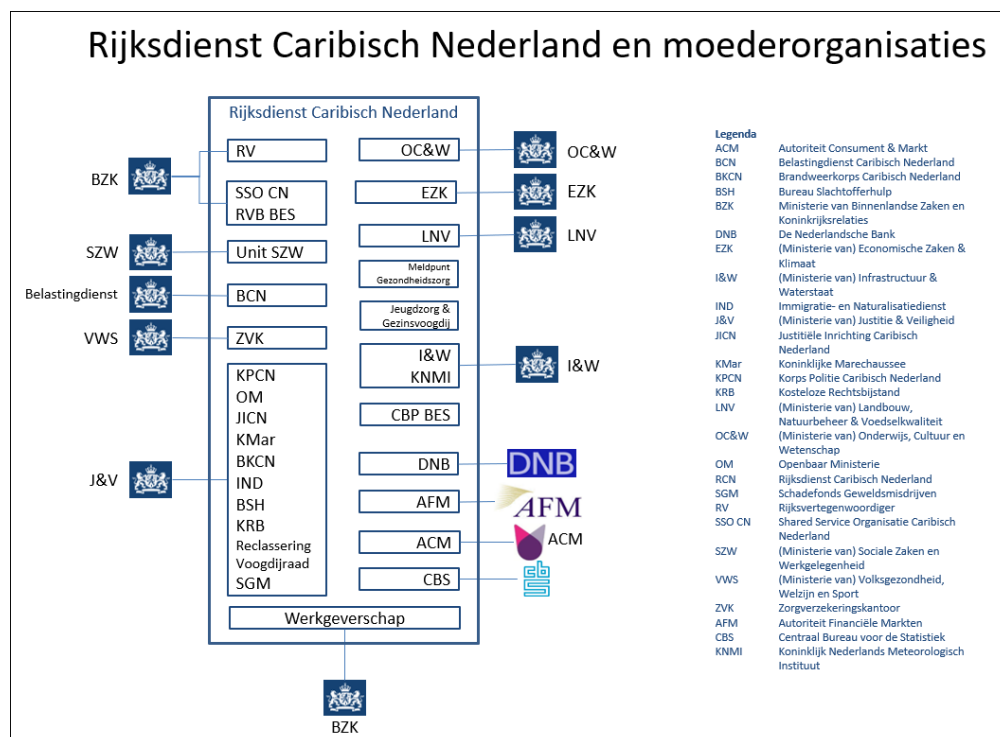 Rijksdienst Caribisch Nederland en moederorganisaties
Rijksdienst Caribisch Nederland
BZK
RV
SSO CN
RVB BES
SZW
Unit SZW
Belastingdienst
BCN
VWS
ZVK
J&V
KPCN
OM
JICN
KMar
BKCN
IND
BSH
KRB
Reclassering
Voogdijraad
SGM
OC&W
OC&W
EZK
EZK
LNV
LNV
Meldpunt
Gezondheidszorg
Jeugdzorg &
Gezinsvoogdij
I&W
KNMI
I&W
CBP BES
DNB
DNB
AFM
AFM
ACM
ACM
CBS
cbs
Werkgeverschap
BZK
Legenda
ACM Autoriteit Consument & Markt
BCN Belastingdienst Caribisch Nederland
BKCN Brandweerkorps Caribisch Nederland
BSH Bureau Slachtofferhulp
BZK Ministerie van Binnenlandse Zaken en
Koninkrijksrelaties
DNB De Nederlandsche Bank
EZK (Ministerie van) Economische Zaken &
Klimaat
I&W (Ministerie van) Infrastructuur &
Waterstaat
IND Immigratie- en Naturalisatiedienst
J&V (Ministerie van) Justitie & Veiligheid
JICN Justitiële Inrichting Caribisch
Nederland
KMar Koninklijke Marechaussee
KPCN Korps Politie Caribisch Nederland
KRB Kosteloze Rechtsbijstand
LNV (Ministerie van) Landbouw,
Natuurbeheer & Voedselkwaliteit
OC&W (Ministerie van) Onderwijs, Cultuur en
Wetenschap
OM Openbaar Ministerie
RCN Rijksdienst Caribisch Nederland
SGM Schadefonds Geweldsmisdrijven
RV Rijksvertegenwoordiger
SSO CN Shared Service Organisatie Caribisch
Nederland
SZW (Ministerie van) Sociale Zaken en
Werkgelegenheid
VWS (Ministerie van) Volksgezondheid,
Welzijn en Sport
ZVK Zorgverzekeringskantoor
AFM Autoriteit Financiële Markten
CBS Centraal Bureau voor de Statistiek
KNMI Koninklijk Nederlands Meteorologisch
Instituut